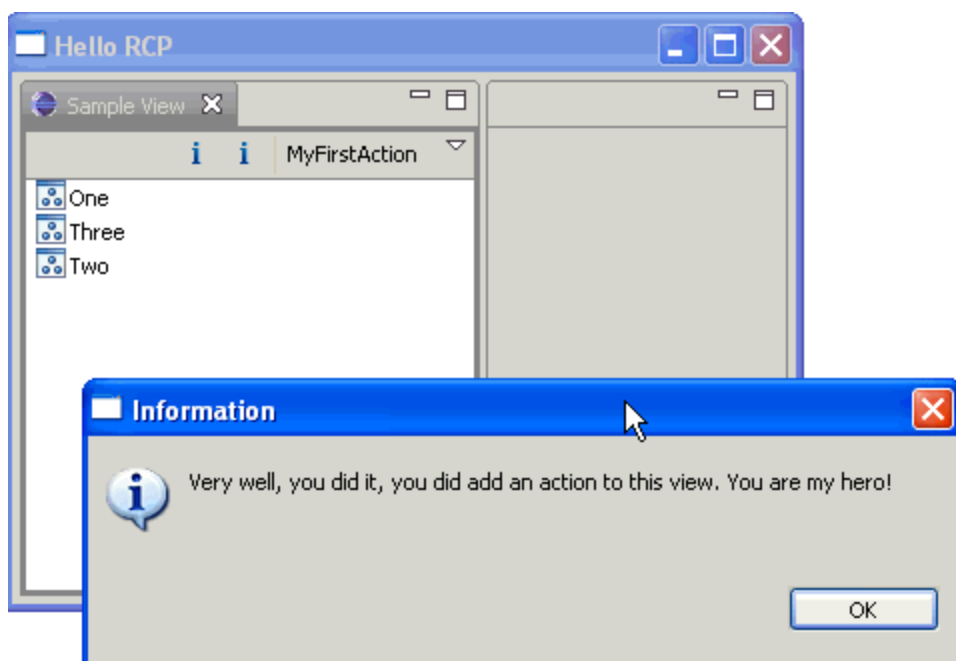 Hello RCP
Sample View
MyFirstAction
One
Three
Two
Information
Very well, you did it, you did add an action to this view. You are my hero!
OK